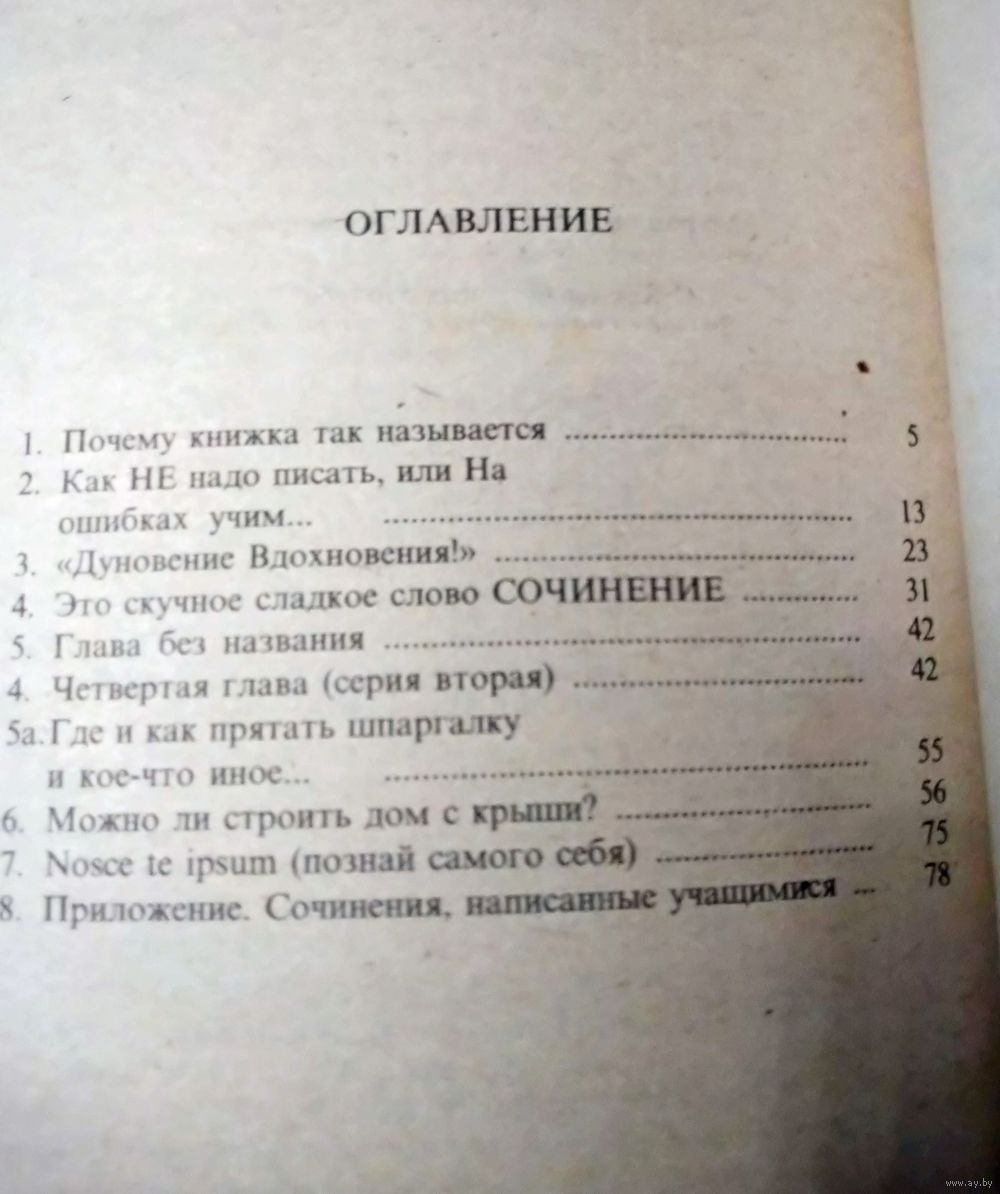 ОГЛАВЛЕНИЕ
1. Почему книжка так называется ........................... 5
2. Как НЕ надо писать, или На
ошибках учим... ........................................... 13
3. «Дуновение Вдохновения!» ................................ 23
4. Это скучное сладкое слово СОЧИНЕНИЕ ........... 31
5. Глава без названия ............................................. 42
4. Четвертая глава (серия вторая) .......................... 42
5а.Где и как прятать шпаргалку
и кое-что иное... ............................................. 55
6. Можно ли строить дом с крыши? ........................ 56
7. Nosce te ipsum (познай самого себя) .................... 75
8. Приложение. Сочинения, написанные учащимися ... 78
www.ay.by